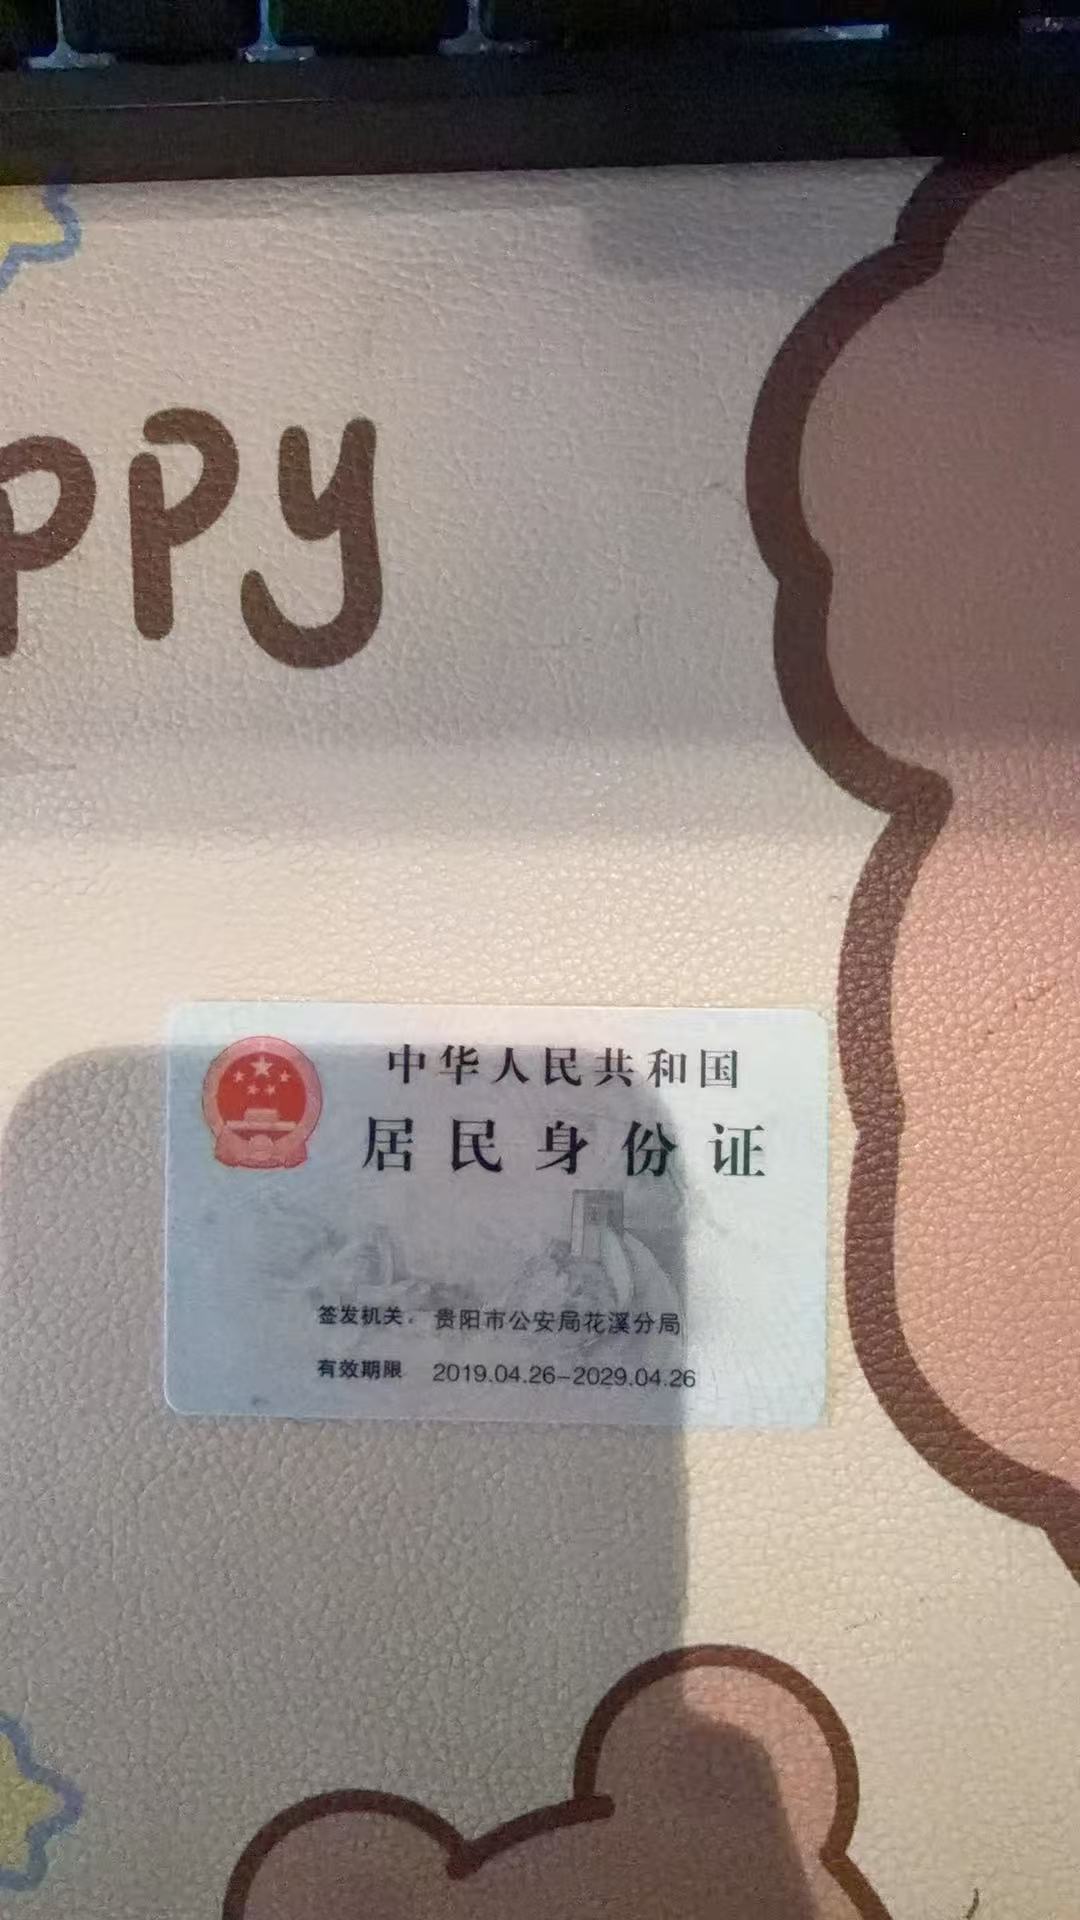 ppy
中华人民共和国
居民身份证
签发机关 贵阳市公安局花溪分局
有效期限 2019.04.26-2029.04.26